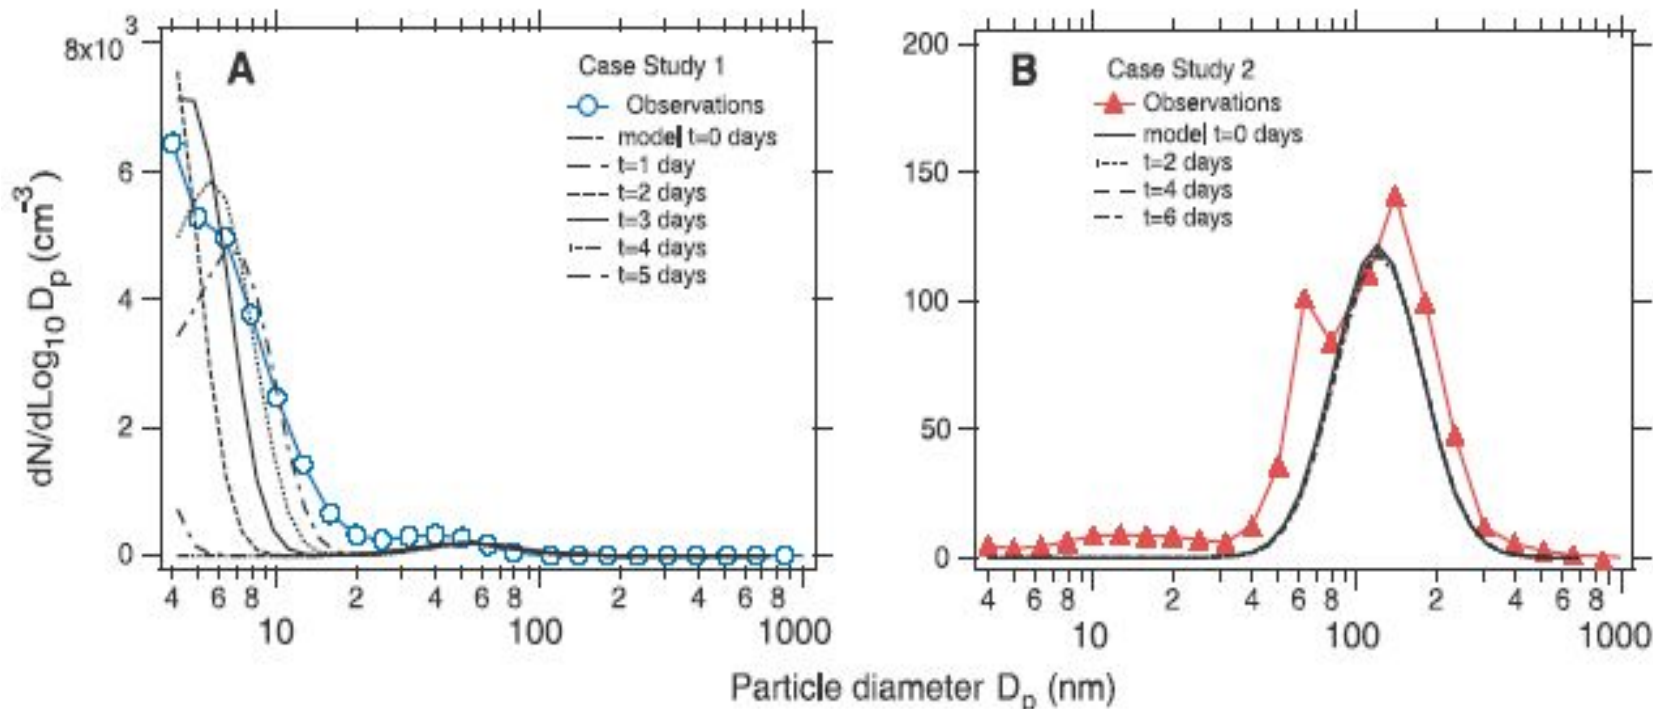 3
8x10
A
Case Study 1
Observations
model t=0 days
t=1 day
t=2 days
t=3 days
t=4 days
t=5 days
6
4
2
0
dN/dLog10Dp (cm-3)
4 6 8 2 4 6 8 2 4 6 8
10 100 1000
200
B
Case Study 2
Observations
model t=0 days
t=2 days
t=4 days
t=6 days
150
100
50
0
4 6 8 2 4 6 8 2 4 6 8
10 100 1000
Particle diameter Dp (nm)